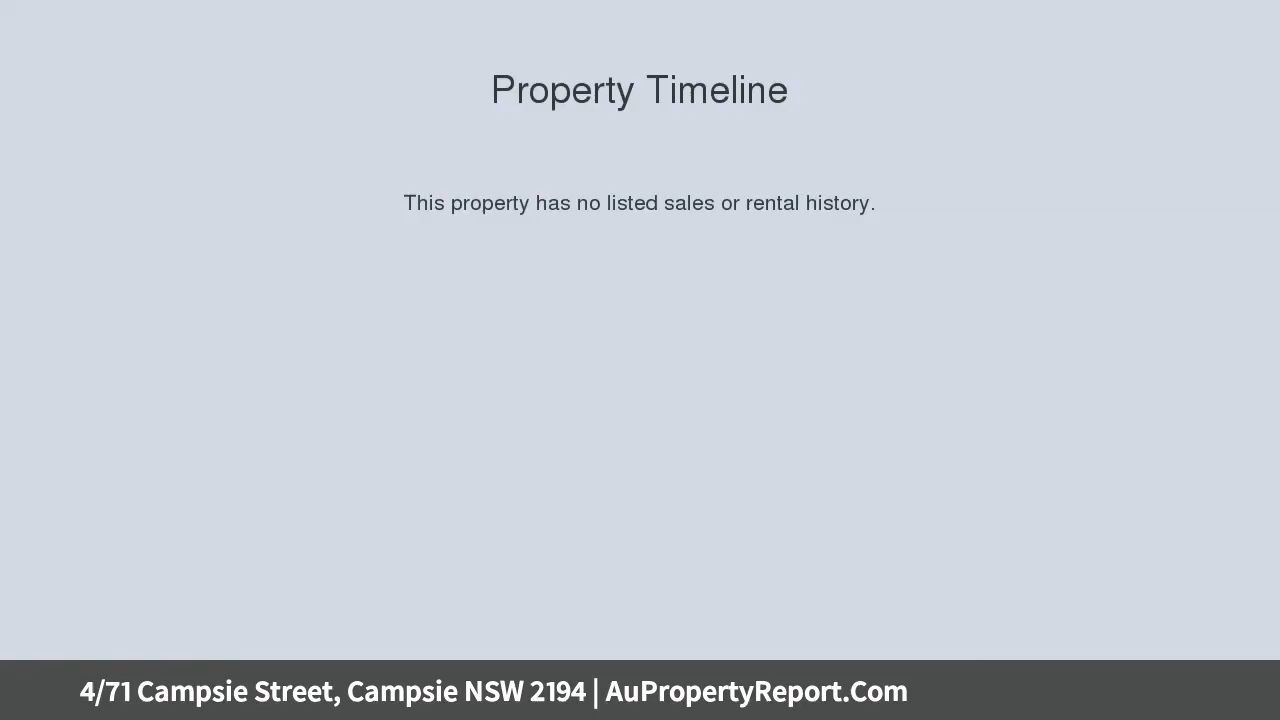 Property Timeline
This property has no listed sales or rental history.
4/71 Campsie Street, Campsie NSW 2194 | AuPropertyReport.Com